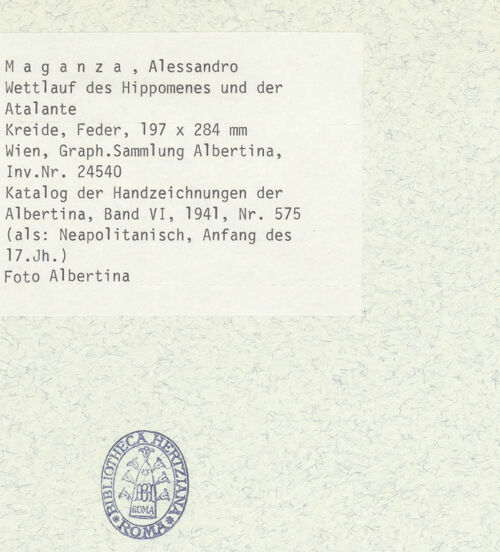 M a g a n z a , Alessandro
Wettlauf des Hippomenes und der
Atalante
Kreide, Feder, 197 x 284 mm
Wien, Graph.Sammlung Albertina,
Inv.Nr. 24540
Katalog der Handzeichnungen der
Albertina, Band VI, 1941, Nr. 575
(als: Neapolitanisch, Anfang des
17.Jh.)
Foto Albertina
BIBLIOTHECA HERTZIANA
ROMA
ROMA